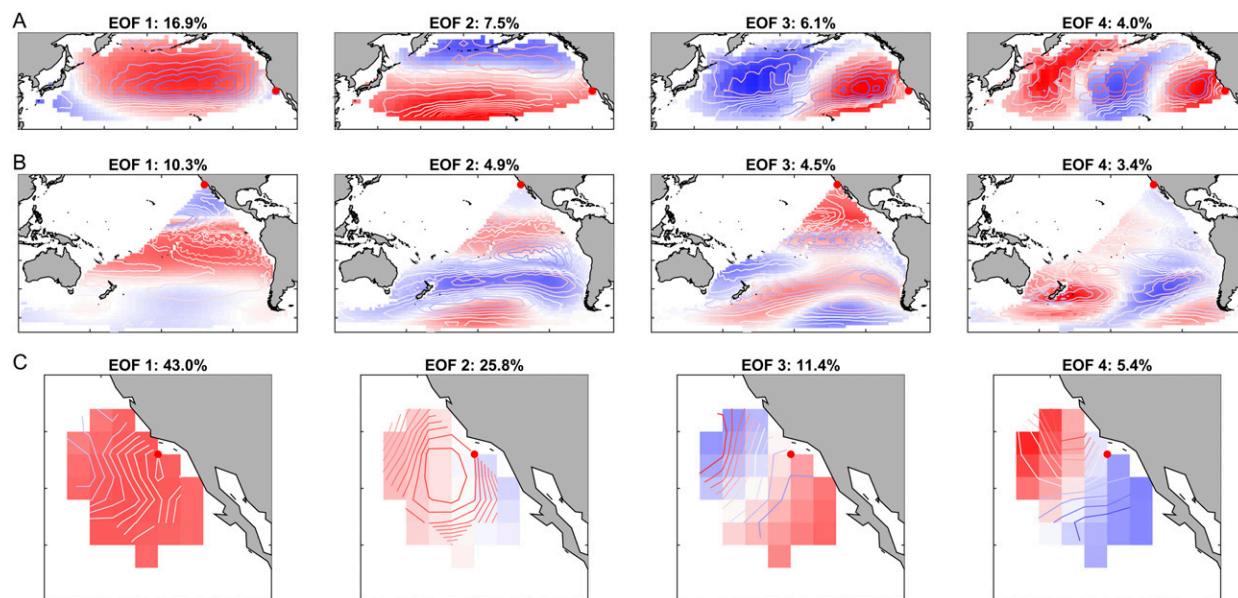 A
EOF 1: 16.9%
EOF 2: 7.5%
EOF 3: 6.1%
EOF 4: 4.0%
B
EOF 1: 10.3%
EOF 2: 4.9%
EOF 3: 4.5%
EOF 4: 3.4%
C
EOF 1: 43.0%
EOF 2: 25.8%
EOF 3: 11.4%
EOF 4: 5.4%